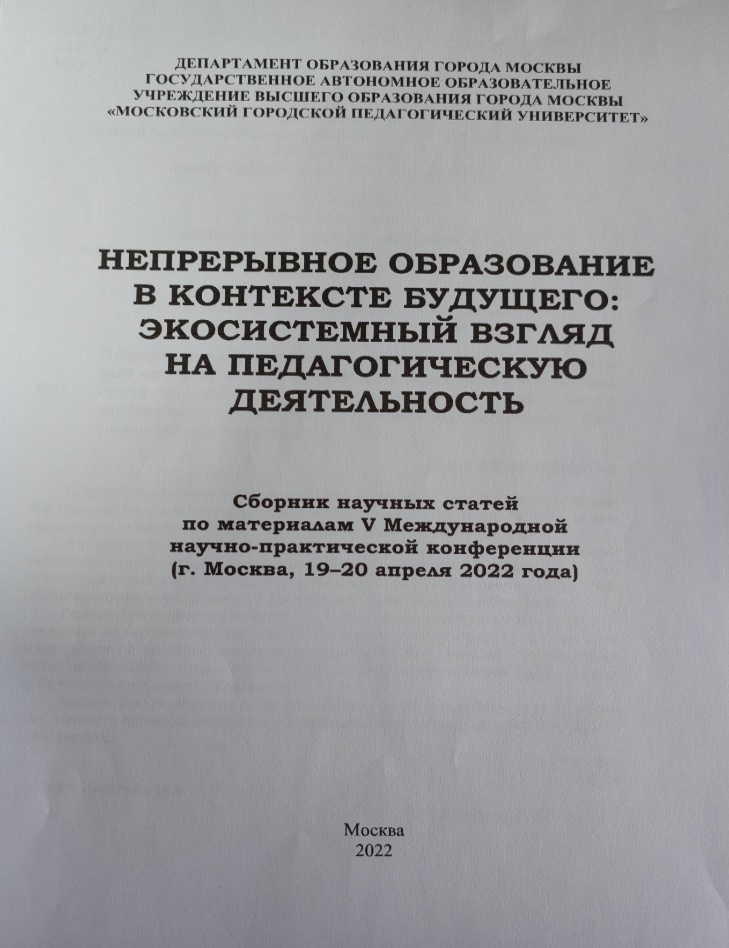 ДЕПАРТАМЕНТ ОБРАЗОВАНИЯ ГОРОДА МОСКВЫ
ГОСУДАРСТВЕННОЕ АВТОНОМНОЕ ОБРАЗОВАТЕЛЬНОЕ
УЧРЕЖДЕНИЕ ВЫСШЕГО ОБРАЗОВАНИЯ ГОРОДА МОСКВЫ
«МОСКОВСКИЙ ГОРОДСКОЙ ПЕДАГОГИЧЕСКИЙ УНИВЕРСИТЕТ»
НЕПРЕРЫВНОЕ ОБРАЗОВАНИЕ
В КОНТЕКСТЕ БУДУЩЕГО:
ЭКОСИСТЕМНЫЙ ВЗГЛЯД
НА ПЕДАГОГИЧЕСКУЮ
ДЕЯТЕЛЬНОСТЬ
Сборник научных статей
по материалам V Международной
научно-практической конференции
(г. Москва, 19–20 апреля 2022 года)
Москва
2022